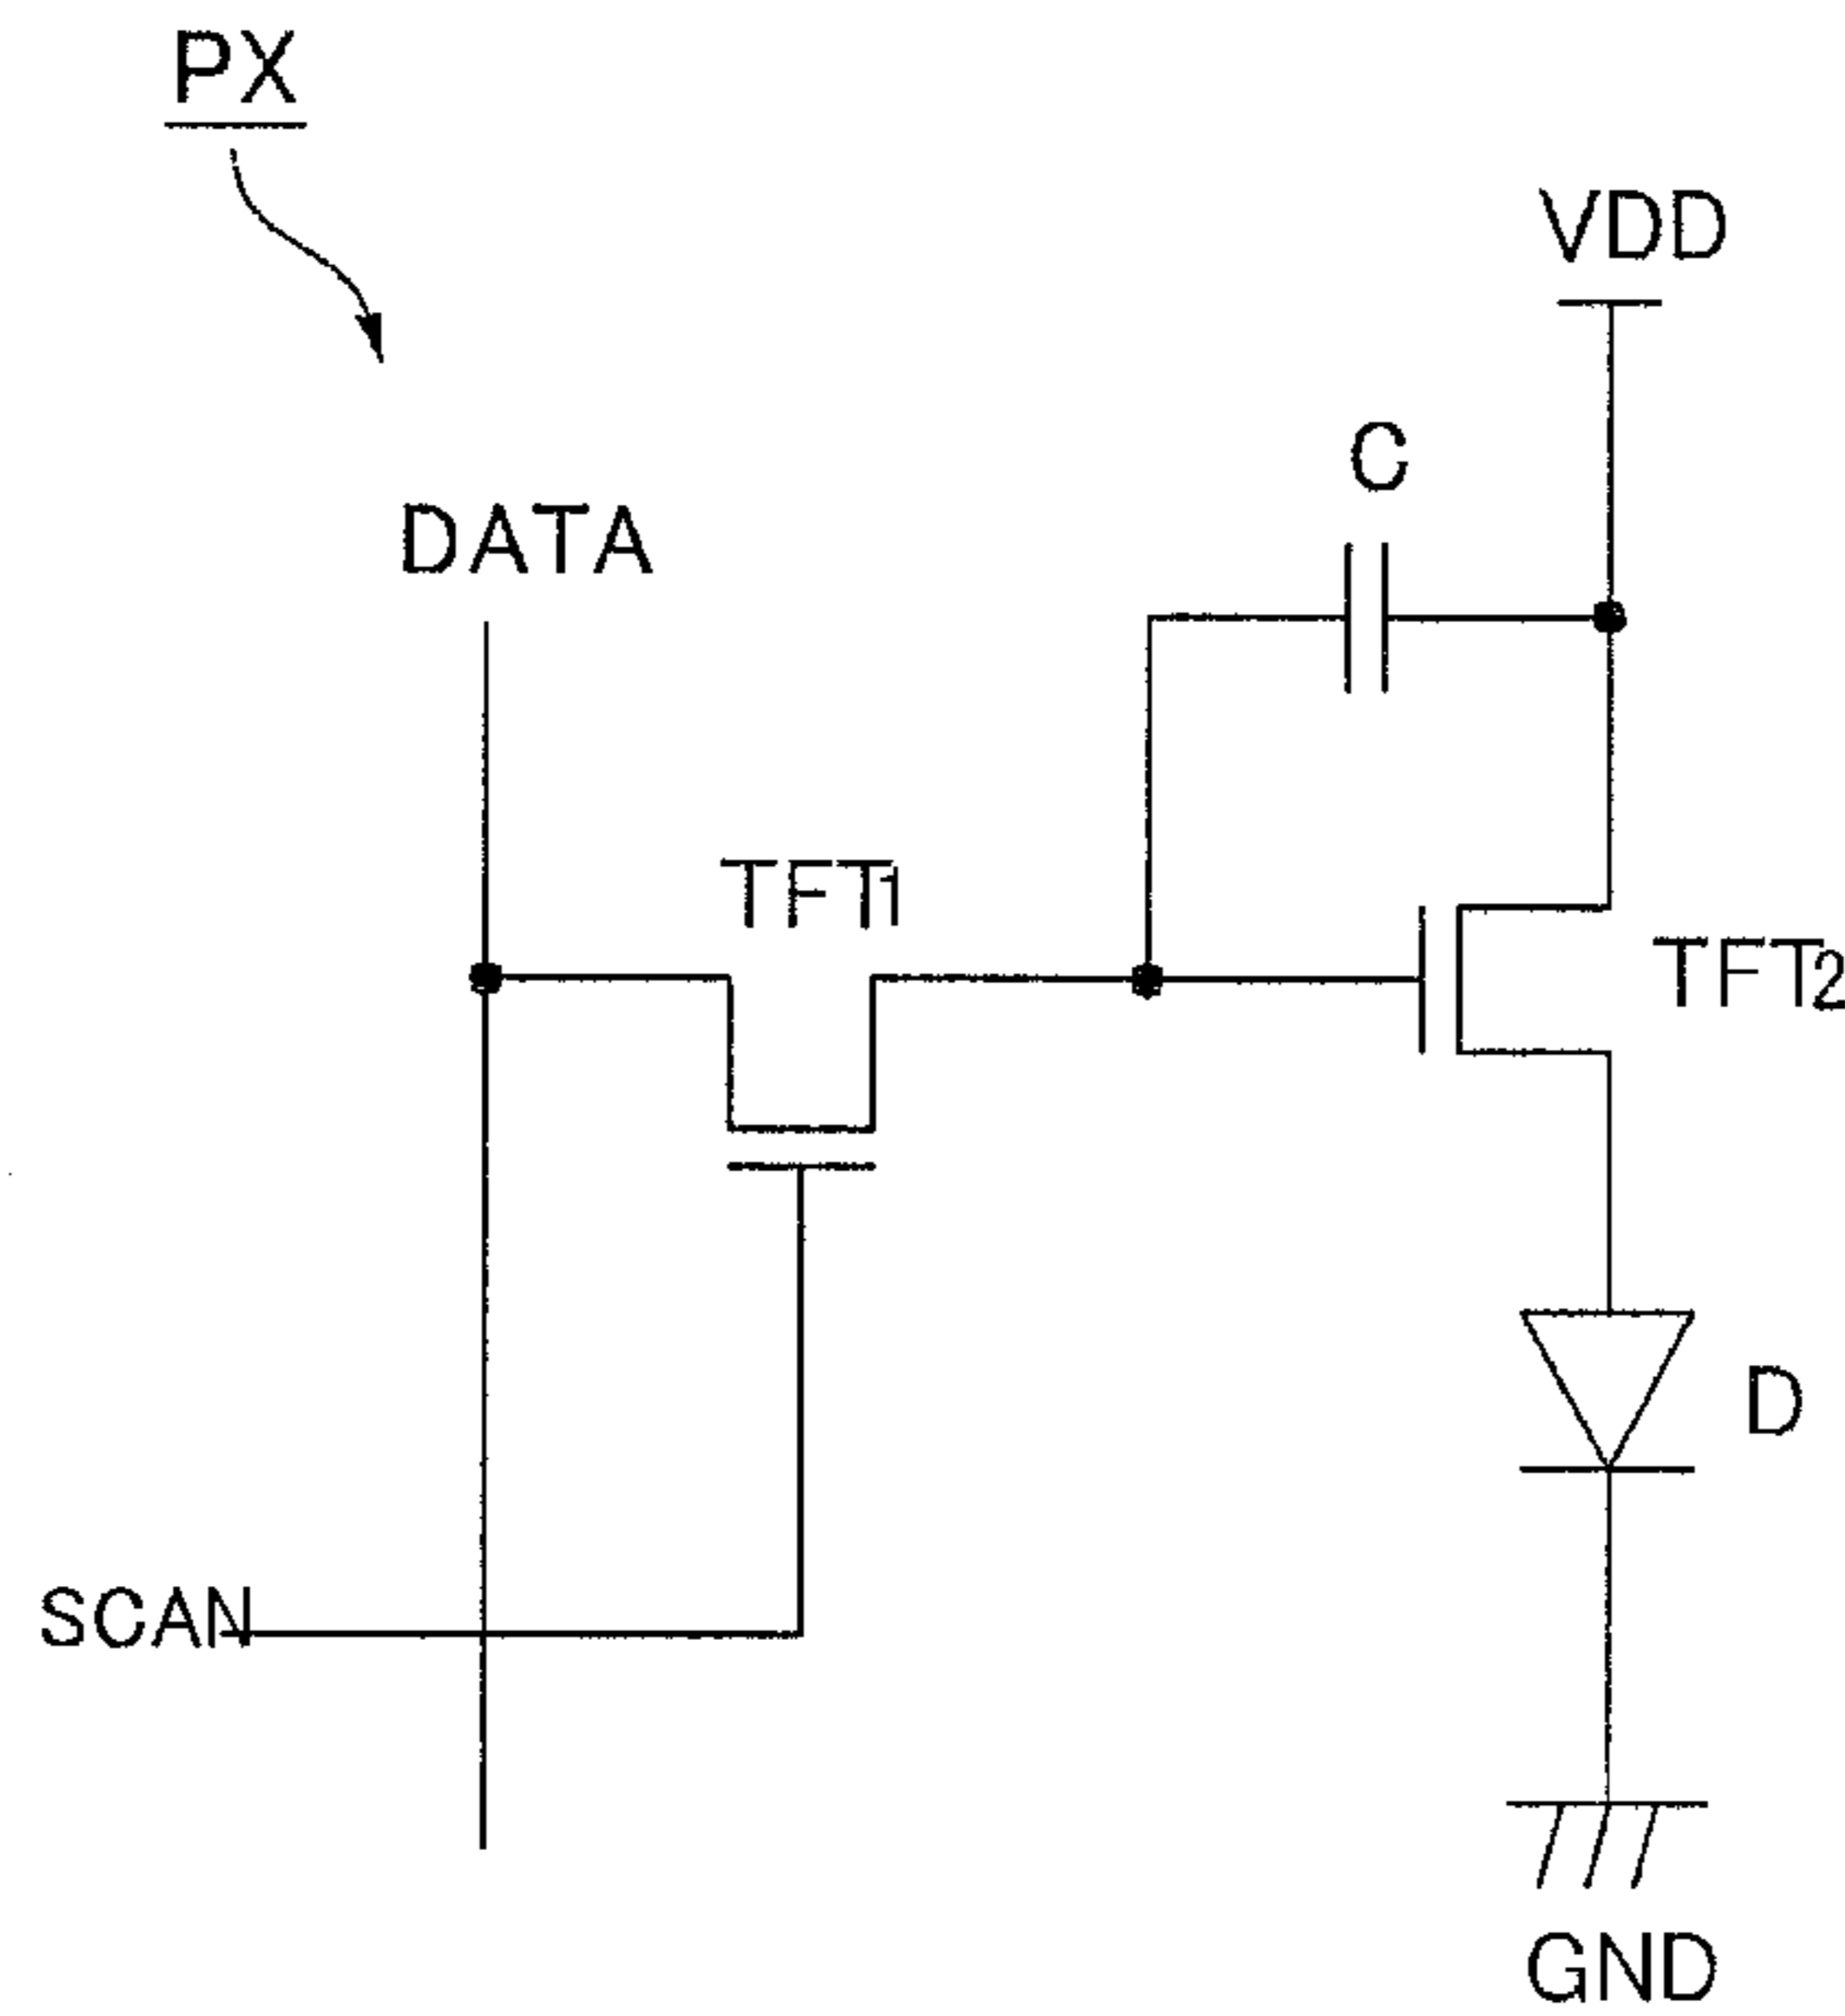 PX
VDD
C
DATA
TFT1
TFT2
D
SCAN
GND